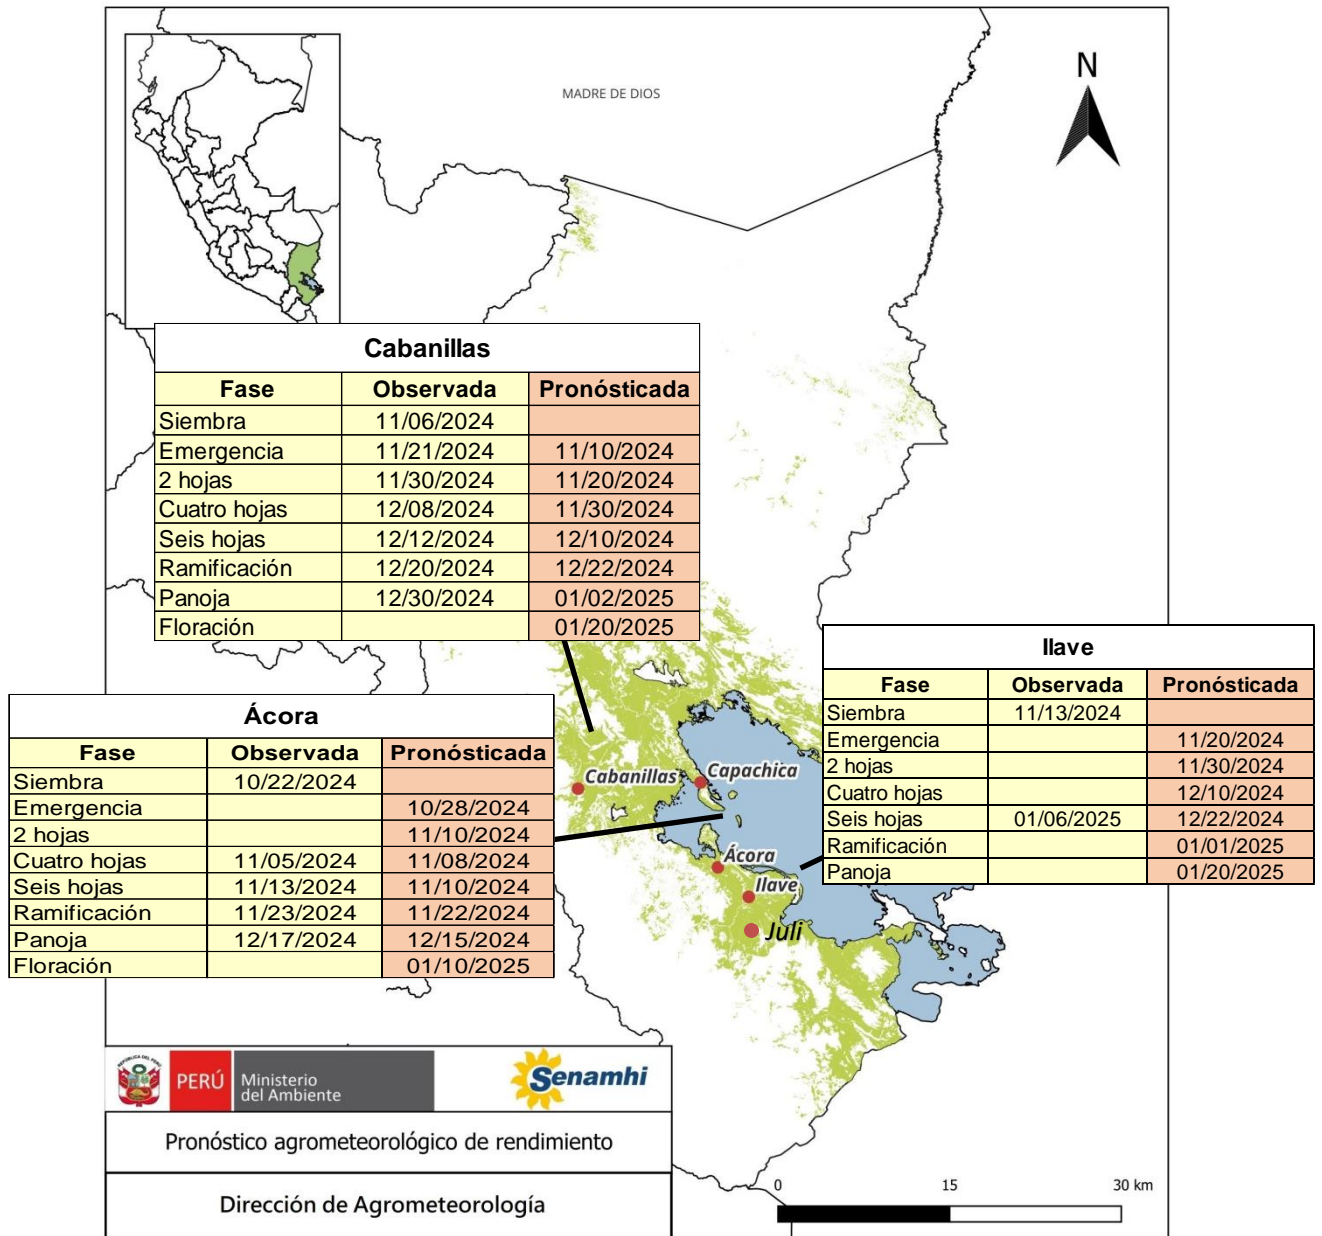 MADRE DE DIOS
N
Cabanillas
Fase Observada Pronósticada
Siembra 11/06/2024
Emergencia 11/21/2024 11/10/2024
2 hojas 11/30/2024 11/20/2024
Cuatro hojas 12/08/2024 11/30/2024
Seis hojas 12/12/2024 12/10/2024
Ramificación 12/20/2024 12/22/2024
Panoja 12/30/2024 01/02/2025
Floración 01/20/2025
Ilave
Fase Observada Pronósticada
Siembra 11/13/2024
Emergencia 11/20/2024
2 hojas 11/30/2024
Cuatro hojas 12/10/2024
Seis hojas 01/06/2025 12/22/2024
Ramificación 01/01/2025
Panoja 01/20/2025
Ácora
Fase Observada Pronósticada
Siembra 10/22/2024
Emergencia 10/28/2024
2 hojas 11/10/2024
Cuatro hojas 11/05/2024 11/08/2024
Seis hojas 11/13/2024 11/10/2024
Ramificación 11/23/2024 11/22/2024
Panoja 12/17/2024 12/15/2024
Floración 01/10/2025
Cabanillas
Capachica
Ácora
Ilave
Juli
REPÚBLICA DEL PERÚ
PERÚ
Ministerio
del Ambiente
Senamhi
Pronóstico agrometeorológico de rendimiento
Dirección de Agrometeorología
0 15 30 km